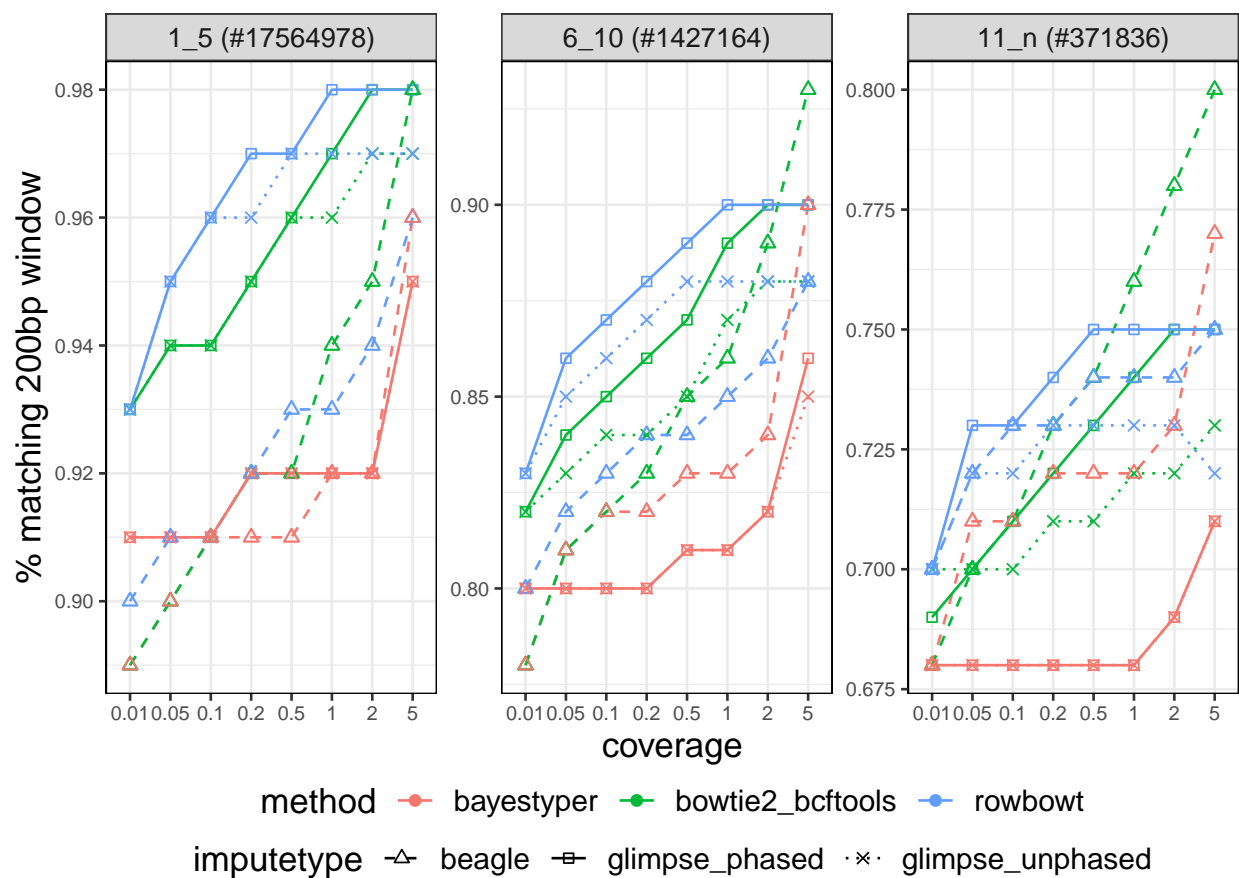 1_5 (#17564978)
6_10 (#1427164)
11_n (#371836)
% matching 200bp window
0.98
0.96
0.94
0.92
0.90
0.90
0.85
0.80
0.800
0.775
0.750
0.725
0.700
0.675
0.01 0.05 0.1 0.2 0.5 1 2 5
0.01 0.05 0.1 0.2 0.5 1 2 5
0.01 0.05 0.1 0.2 0.5 1 2 5
coverage
method bayestyper bowtie2_bcftools rowbowt
imputetype beagle glimpse_phased glimpse_unphased